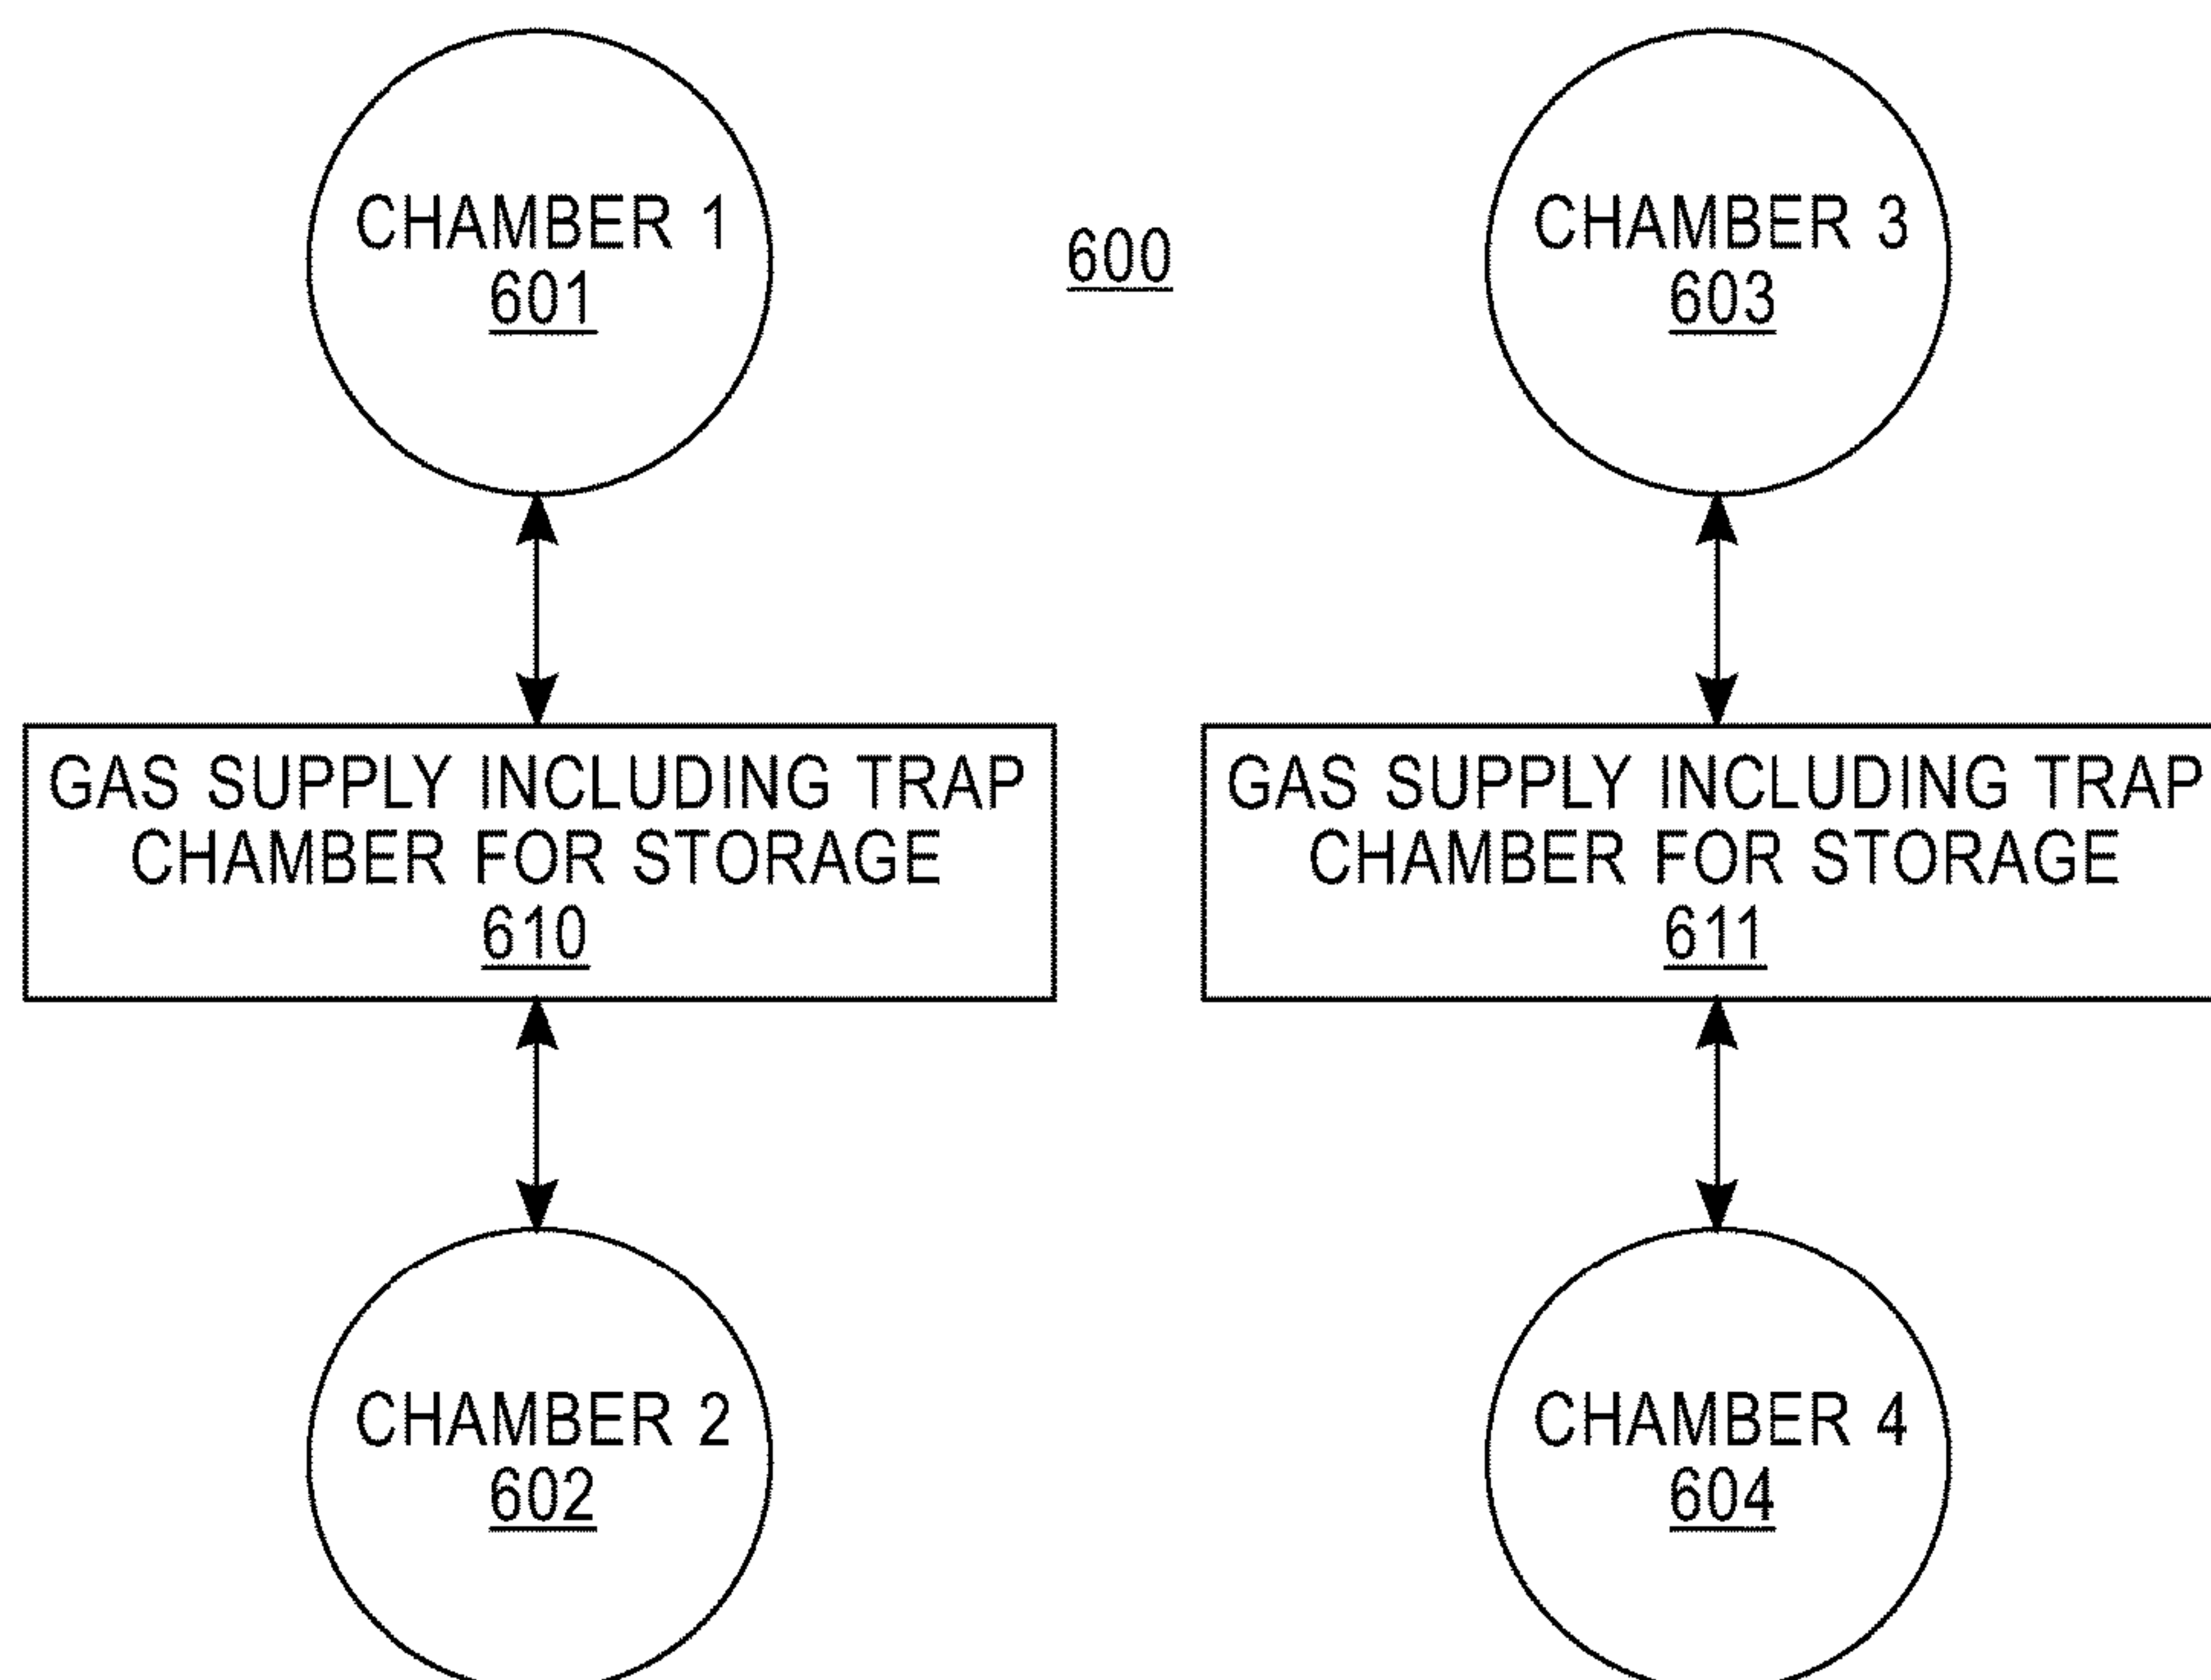 CHAMBER 1
601
600
CHAMBER 3
603
GAS SUPPLY INCLUDING TRAP
CHAMBER FOR STORAGE
610
GAS SUPPLY INCLUDING TRAP
CHAMBER FOR STORAGE
611
CHAMBER 2
602
CHAMBER 4
604